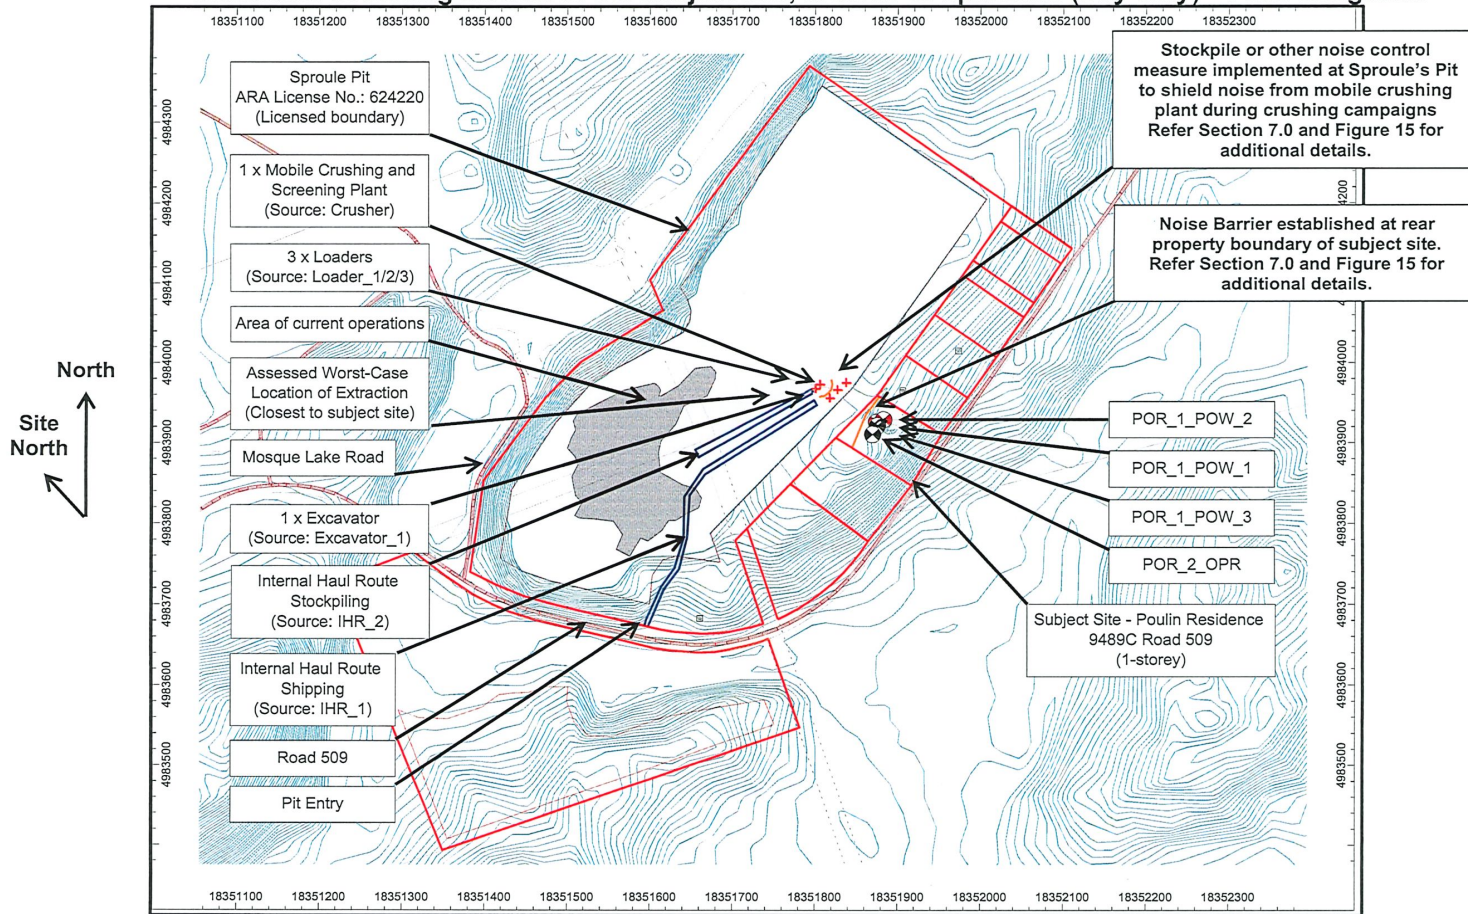 18351100 18351200 18351300 18351400 18351500 18351600 18351700 18351800 18351900 18352000 18352100 18352200 18352300
Sproule Pit
ARA License No.: 624220
(Licensed boundary)
1 x Mobile Crushing and
Screening Plant
(Source: Crusher)
3 x Loaders
(Source: Loader_1/2/3)
Area of current operations
Assessed Worst-Case
Location of Extraction
(Closest to subject site)
Mosque Lake Road
1 x Excavator
(Source: Excavator_1)
Internal Haul Route
Stockpiling
(Source: IHR_2)
Internal Haul Route
Shipping
(Source: IHR_1)
Road 509
Pit Entry
North
Site
North
4984300
4984200
4984100
4984000
4983900
4983800
4983700
4983600
4983500
Stockpile or other noise control
measure implemented at Sproule's Pit
to shield noise from mobile crushing
plant during crushing campaigns
Refer Section 7.0 and Figure 15 for
additional details.
Noise Barrier established at rear
property boundary of subject site.
Refer Section 7.0 and Figure 15 for
additional details.
POR_1_POW_2
POR_1_POW_1
POR_1_POW_3
POR_2_OPR
Subject Site - Poulin Residence
9489C Road 509
(1-storey)
4984000
4983900
4983800
4983700
4983600
4983500
18351100 18351200 18351300 18351400 18351500 18351600 18351700 18351800 18351900 18352000 18352100 18352200 18352300